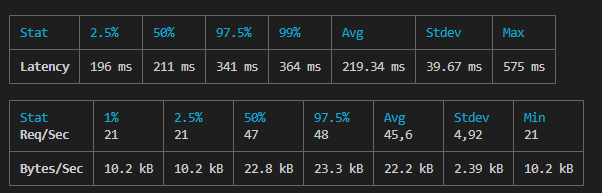 Stat 2.5% 50% 97.5% 99% Avg Stdev Max
Latency 196 ms 211 ms 341 ms 364 ms 219.34 ms 39.67 ms 575 ms
Stat 1% 2.5% 50% 97.5% Avg Stdev Min
Req/Sec 21 21 47 48 45,6 4,92 21
Bytes/Sec 10.2 kB 10.2 kB 22.8 kB 23.3 kB 22.2 kB 2.39 kB 10.2 kB